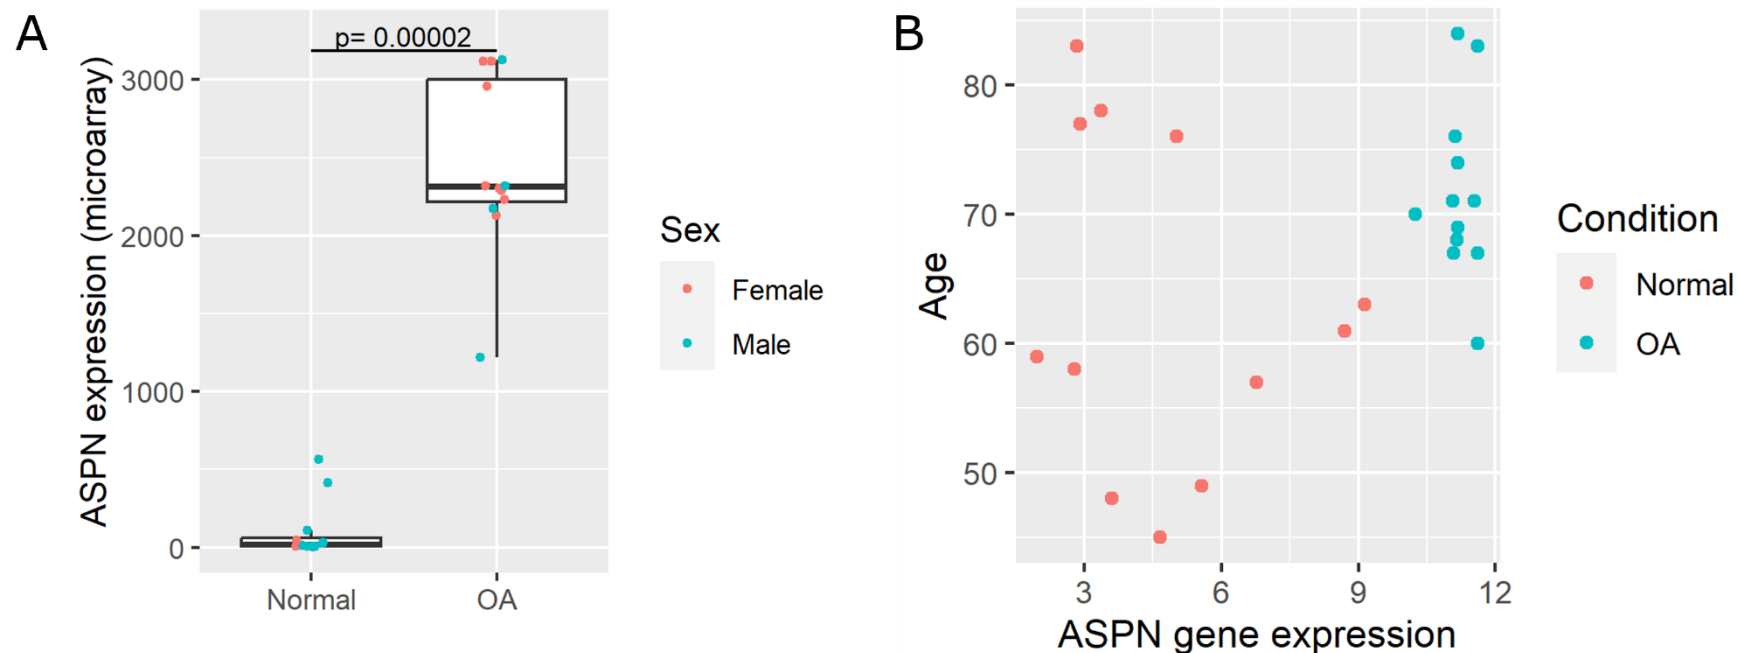 A
p= 0.00002
ASPN expression (microarray)
3000
2000
1000
0
Normal
OA
Sex
Female
Male
B
Age
80
70
60
50
3
6
9
12
ASPN gene expression
Condition
Normal
OA